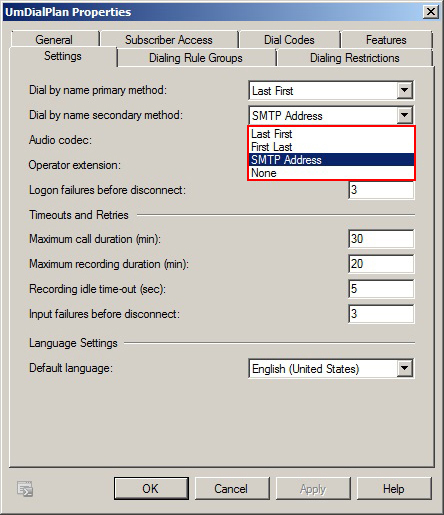 UmDialPlan Properties
General Subscriber Access Dial Codes Features
Settings Dialing Rule Groups Dialing Restrictions
Dial by name primary method: Last First
Dial by name secondary method: SMTP Address
Last First
Audio codec:
First Last
SMTP Address
Operator extension:
None
Logon failures before disconnect: 3
Timeouts and Retries
Maximum call duration (min): 30
Maximum recording duration (min): 20
Recording idle time-out (sec): 5
Input failures before disconnect: 3
Language Settings
Default language: English (United States)
OK Cancel Apply Help